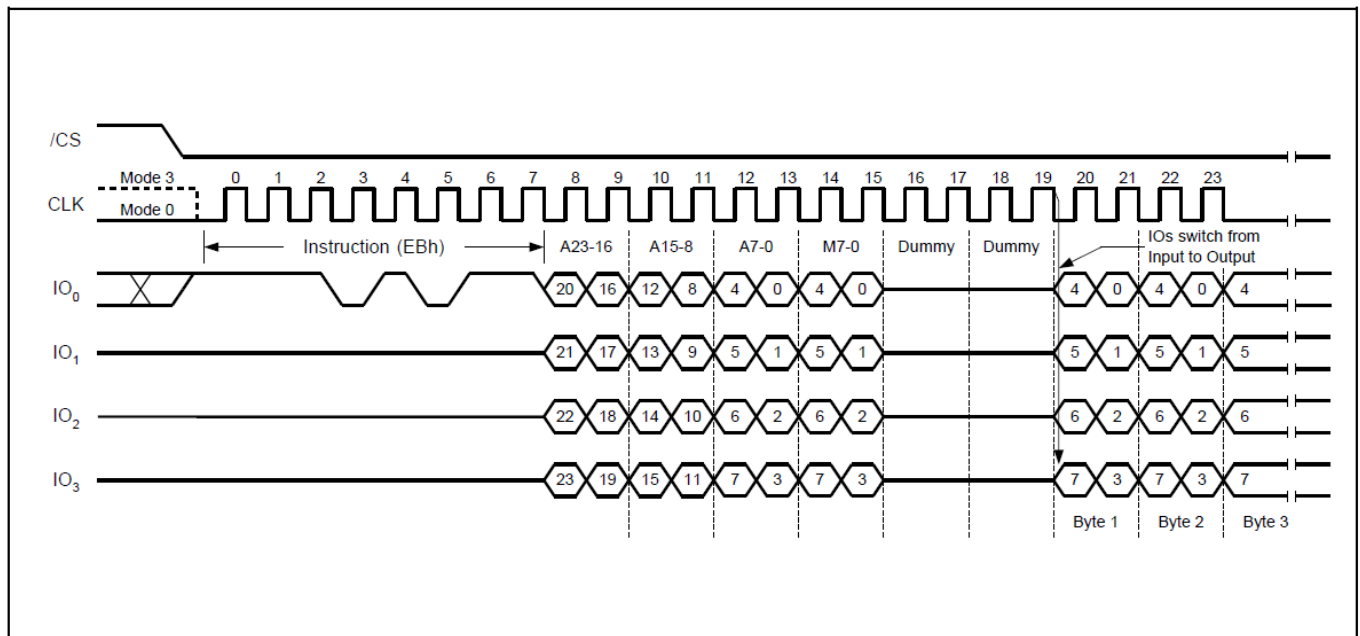 /CS
Mode 3
CLK
Mode 0
0 1 2 3 4 5 6 7 8 9 10 11 12 13 14 15 16 17 18 19 20 21 22 23
Instruction (EBh)
A23-16 A15-8 A7-0 M7-0 Dummy Dummy
IOs switch from
Input to Output
IO0 20 16 12 8 4 0 4 0 4 0 4 0 4
IO1 21 17 13 9 5 1 5 1 5 1 5 1 5
IO2 22 18 14 10 6 2 6 2 6 2 6 2 6
IO3 23 19 15 11 7 3 7 3 7 3 7 3 7
Byte 1 Byte 2 Byte 3